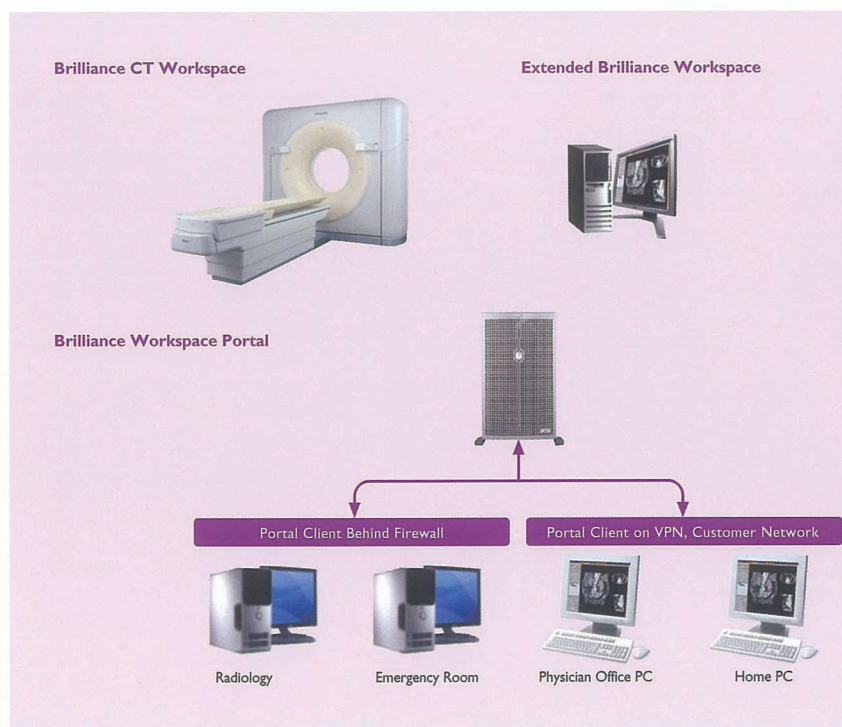 Brilliance CT Workspace
Extended Brilliance Workspace
PHILIPS
Brilliance Workspace Portal
Portal Client Behind Firewall
Portal Client on VPN, Customer Network
Radiology
Emergency Room
Physician Office PC
Home PC